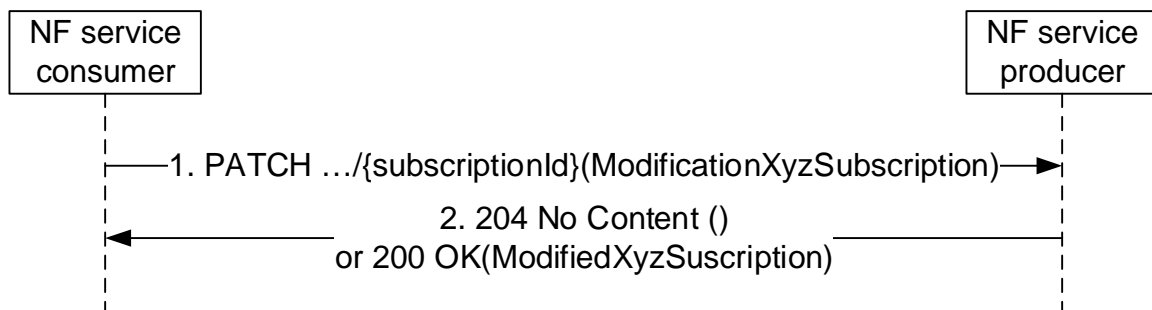 NF service
consumer
NF service
producer
1. PATCH …/{subscriptionId}(ModificationXyzSubscription)
2. 204 No Content ()
or 200 OK(ModifiedXyzSuscription)